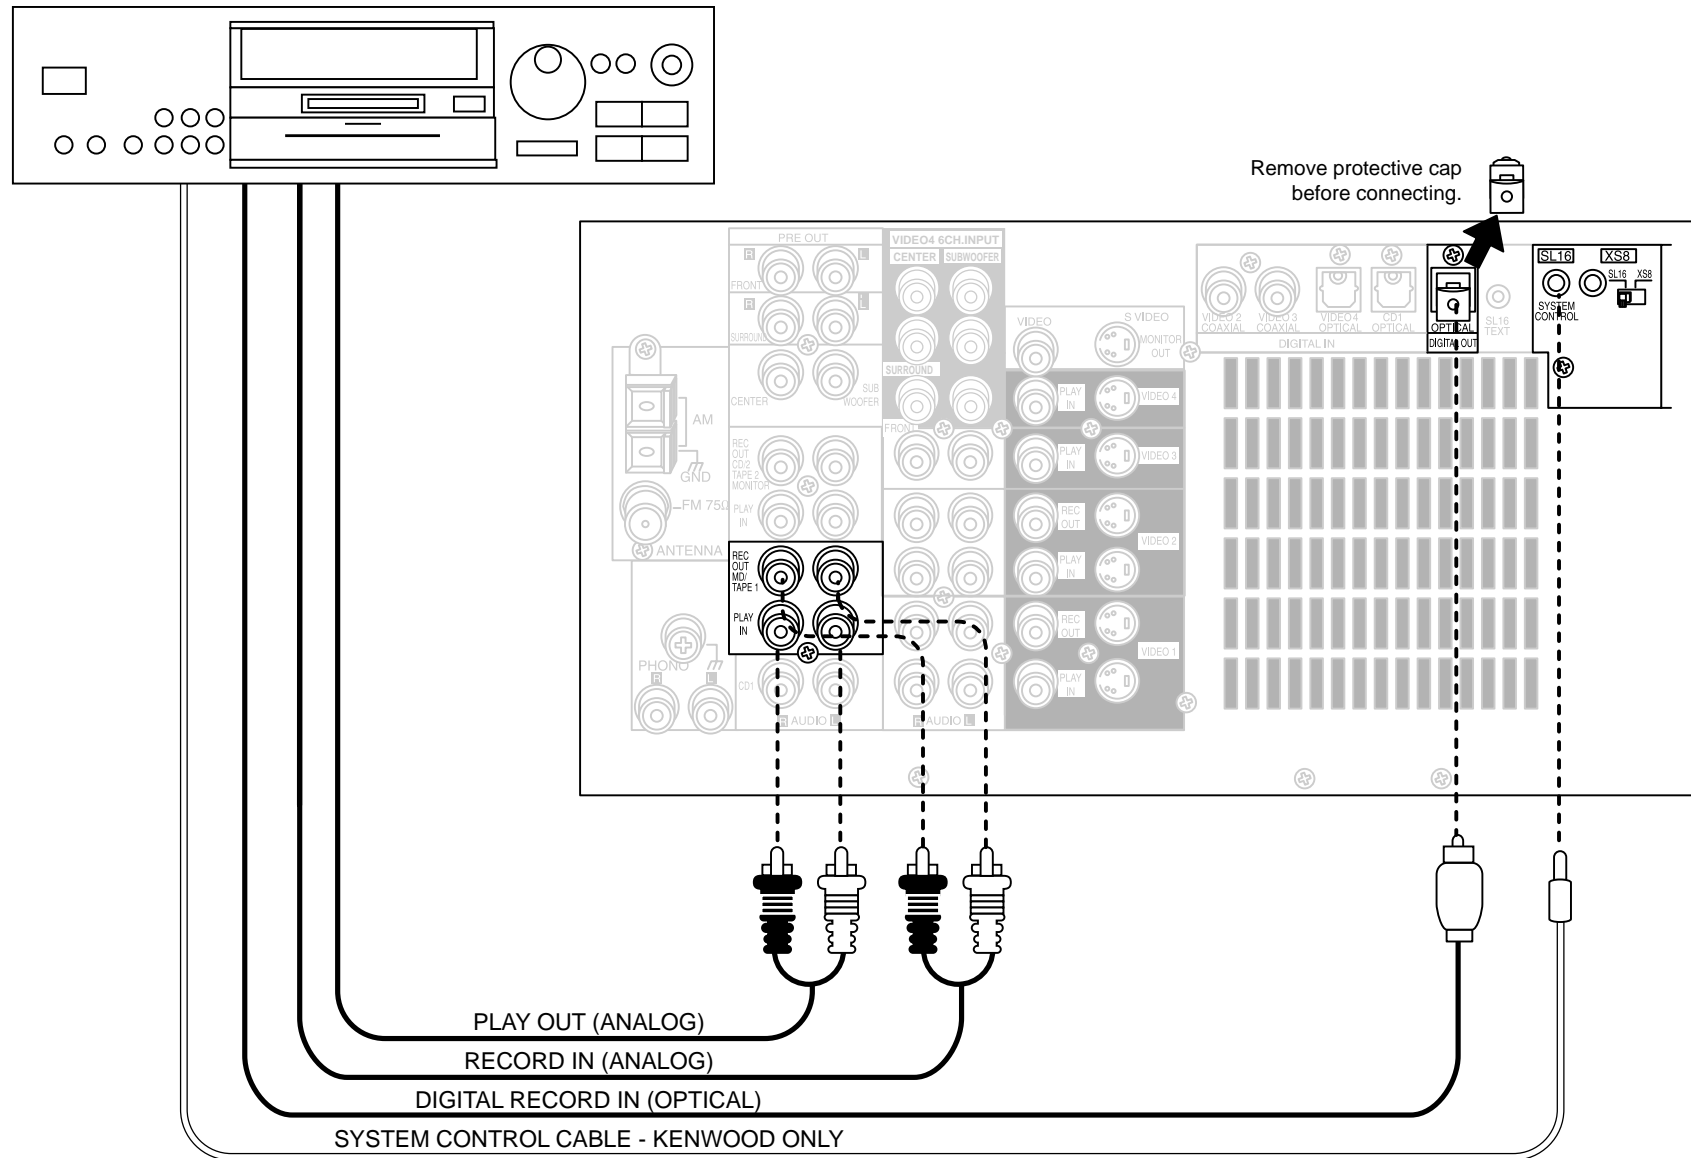 Remove protective cap
before connecting.
PRE OUT
R
L
FRONT
R
L
SURROUND
CENTER
SUB
WOOFER
VIDEO4 6CH.INPUT
CENTER
SUBWOOFER
SURROUND
FRONT
VIDEO
S VIDEO
MONITOR
OUT
PLAY
IN
VIDEO 4
PLAY
IN
VIDEO 3
REC
OUT
PLAY
IN
VIDEO 2
REC
OUT
PLAY
IN
VIDEO 1
VIDEO 2
COAXIAL
VIDEO 3
COAXIAL
VIDEO4
OPTICAL
CD1
OPTICAL
DIGITAL IN
OPTICAL
DIGITAL OUT
SL16
TEXT
SL16
XS8
SL16 XS8
SYSTEM
CONTROL
AM
GND
FM 75Ω
ANTENNA
REC
OUT
CD/2
TAPE 2
MONITOR
PLAY
IN
REC
OUT
MD/
TAPE 1
PLAY
IN
PHONO
R
L
CD1
R AUDIO L
R AUDIO L
PLAY OUT (ANALOG)
RECORD IN (ANALOG)
DIGITAL RECORD IN (OPTICAL)
SYSTEM CONTROL CABLE - KENWOOD ONLY